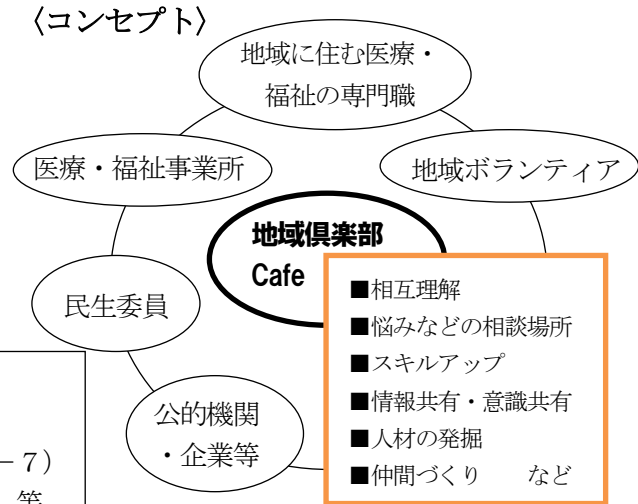 〈コンセプト〉
地域に住む医療・
福祉の専門職
医療・福祉事業所
地域ボランティア
地域倶楽部
Cafe
民生委員
■相互理解
■悩みなどの相談場所
■スキルアップ
■情報共有・意識共有
■人材の発掘
■仲間づくり　　など
公的機関
・企業等
－７）
等